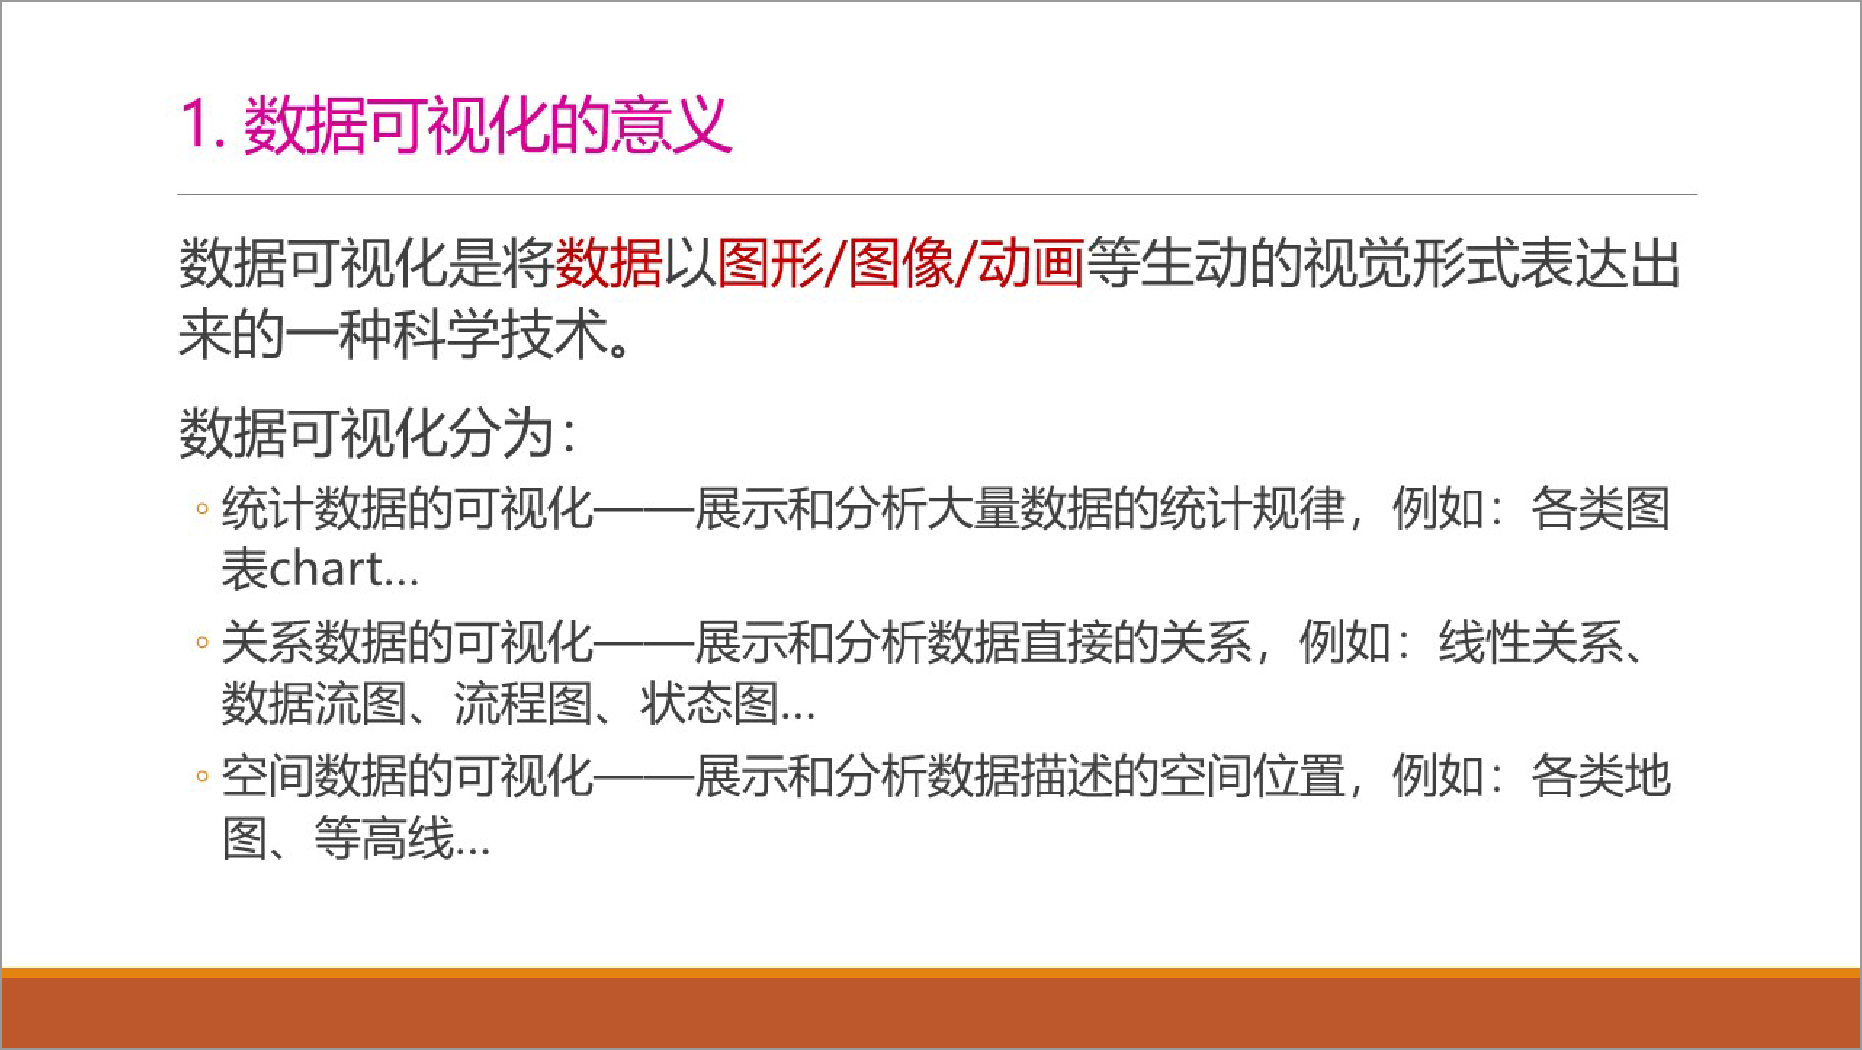 1. 数据可视化的意义
数据可视化是将数据以图形/图像/动画等生动的视觉形式表达出
来的一种科学技术。
数据可视化分为：
◦ 统计数据的可视化——展示和分析大量数据的统计规律，例如：各类图
表chart...
◦ 关系数据的可视化——展示和分析数据直接的关系，例如：线性关系、
数据流图、流程图、状态图...
◦ 空间数据的可视化——展示和分析数据描述的空间位置，例如：各类地
图、等高线...